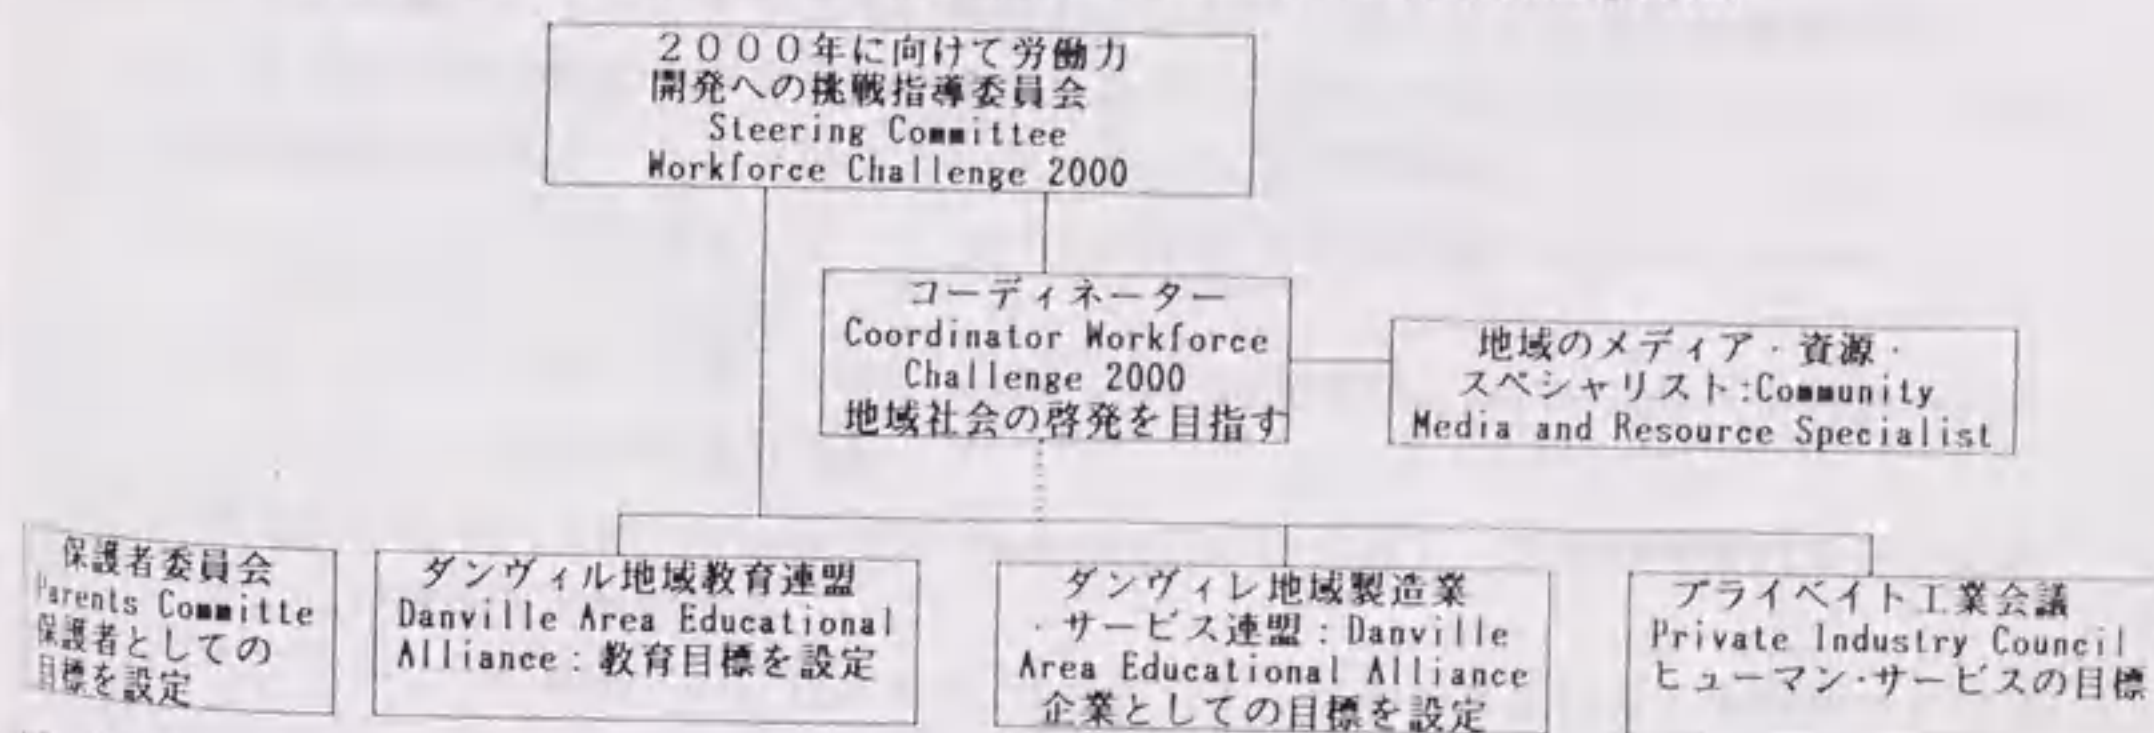 ２０００年に向けて労働力
開発への挑戦指導委員会
Steering Committee
Workforce Challenge 2000
コーディネーター
Coordinator Workforce
Challenge 2000
地域社会の啓発を目指す
地域のメディア・資源・
スペシャリスト:Community
Media and Resource Specialist
保護者委員会
Parents Committe
保護者としての
目標を設定
ダンヴィル地域教育連盟
Danville Area Educational
Alliance：教育目標を設定
ダンヴィレ地域製造業
・サービス連盟：Danville
Area Educational Alliance
企業としての目標を設定
プライベイト工業会議
Private Industry Council
ヒューマン・サービスの目標